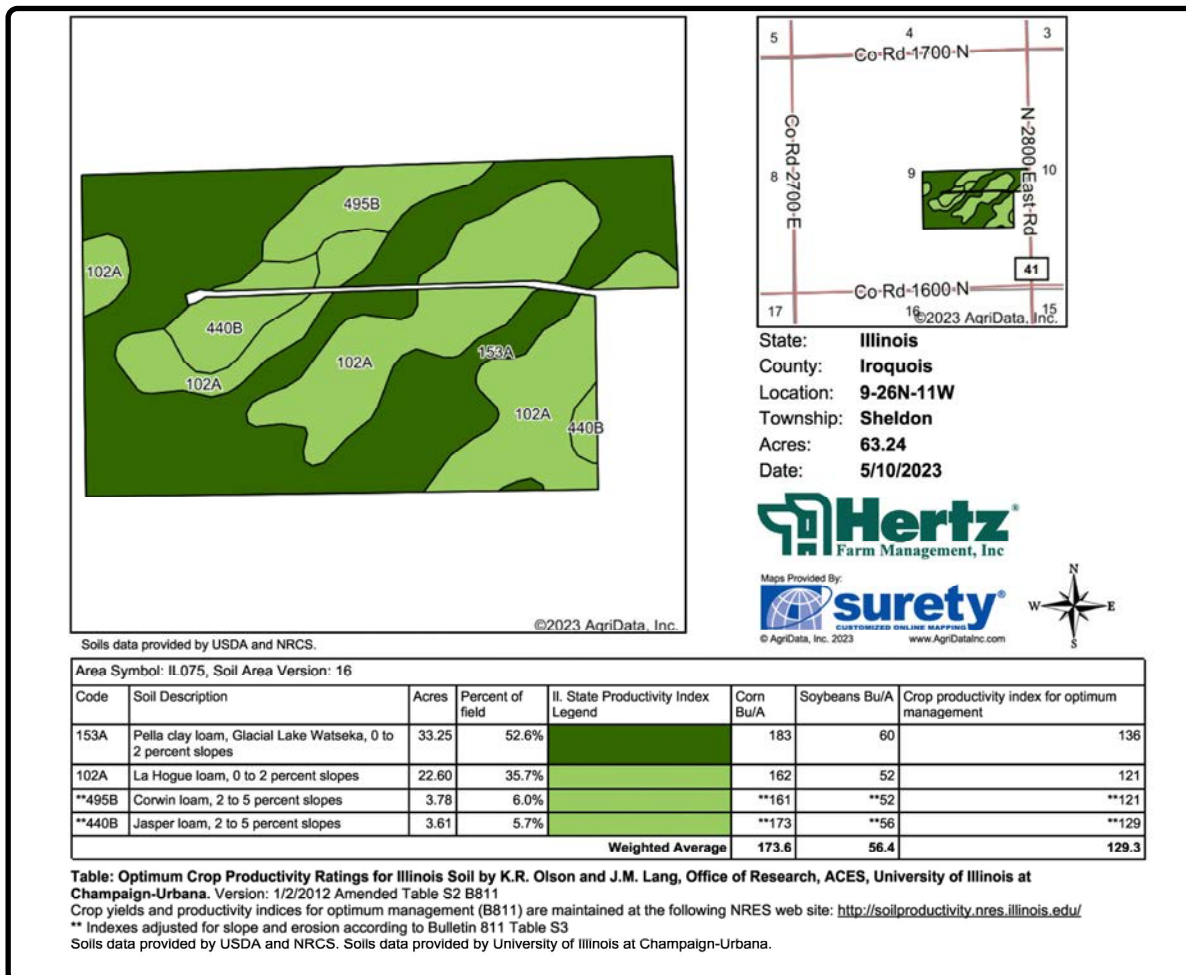 495B
102A
440B
102A
102A
153A
102A
440B
©2023 AgriData, Inc.
Soils data provided by USDA and NRCS.
5 4 3
Co Rd 1700 N
Co Rd 2700 E
N 2800 East Rd
8 9 10
41
Co Rd 1600 N
17 16 15
©2023 AgriData, Inc.
State: Illinois
County: Iroquois
Location: 9-26N-11W
Township: Sheldon
Acres: 63.24
Date: 5/10/2023
Hertz®
Farm Management, Inc
Maps Provided By:
surety®
CUSTOMIZED ONLINE MAPPING
© AgriData, Inc. 2023 www.AgriDataInc.com
N
W E
S
Area Symbol: IL075, Soil Area Version: 16
Code Soil Description Acres Percent of field II. State Productivity Index Legend Corn Bu/A Soybeans Bu/A Crop productivity index for optimum management
153A Pella clay loam, Glacial Lake Watseka, 0 to 2 percent slopes 33.25 52.6% 183 60 136
102A La Hogue loam, 0 to 2 percent slopes 22.60 35.7% 162 52 121
**495B Corwin loam, 2 to 5 percent slopes 3.78 6.0% **161 **52 **121
**440B Jasper loam, 2 to 5 percent slopes 3.61 5.7% **173 **56 **129
Weighted Average 173.6 56.4 129.3
Table: Optimum Crop Productivity Ratings for Illinois Soil by K.R. Olson and J.M. Lang, Office of Research, ACES, University of Illinois at
Champaign-Urbana. Version: 1/2/2012 Amended Table S2 B811
Crop yields and productivity indices for optimum management (B811) are maintained at the following NRES web site: http://soilproductivity.nres.illinois.edu/
** Indexes adjusted for slope and erosion according to Bulletin 811 Table S3
Soils data provided by USDA and NRCS. Soils data provided by University of Illinois at Champaign-Urbana.